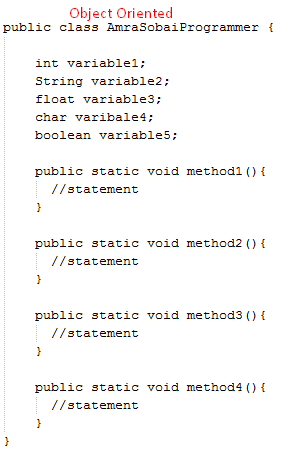 Object Oriented
public class AmraSobaiProgrammer {
int variable1;
String variable2;
float variable3;
char varibale4;
boolean variable5;
public static void method1(){
//statement
}
public static void method2(){
//statement
}
public static void method3(){
//statement
}
public static void method4(){
//statement
}
}